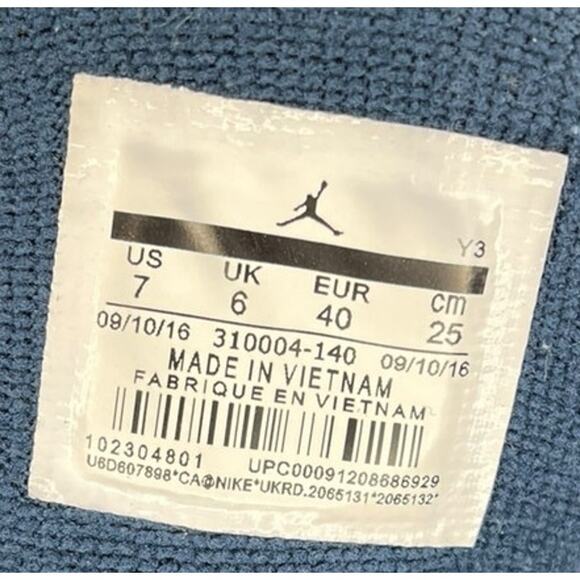 Y3
US UK EUR cm
7 6 40 25
09/10/16 310004-140 09/10/16
MADE IN VIETNAM
FABRIQUE EN VIETNAM
102304801 UPC00091208686929
U6D607898*CA@NIKE*UKRD.2065131*2065132*